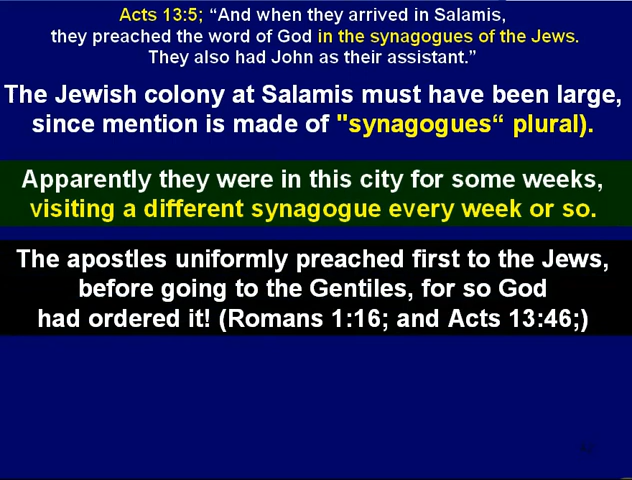 Acts 13:5; “And when they arrived in Salamis,
they preached the word of God in the synagogues of the Jews.
They also had John as their assistant.”
The Jewish colony at Salamis must have been large,
since mention is made of "synagogues“ plural).
Apparently they were in this city for some weeks,
visiting a different synagogue every week or so.
The apostles uniformly preached first to the Jews,
before going to the Gentiles, for so God
had ordered it! (Romans 1:16; and Acts 13:46;)